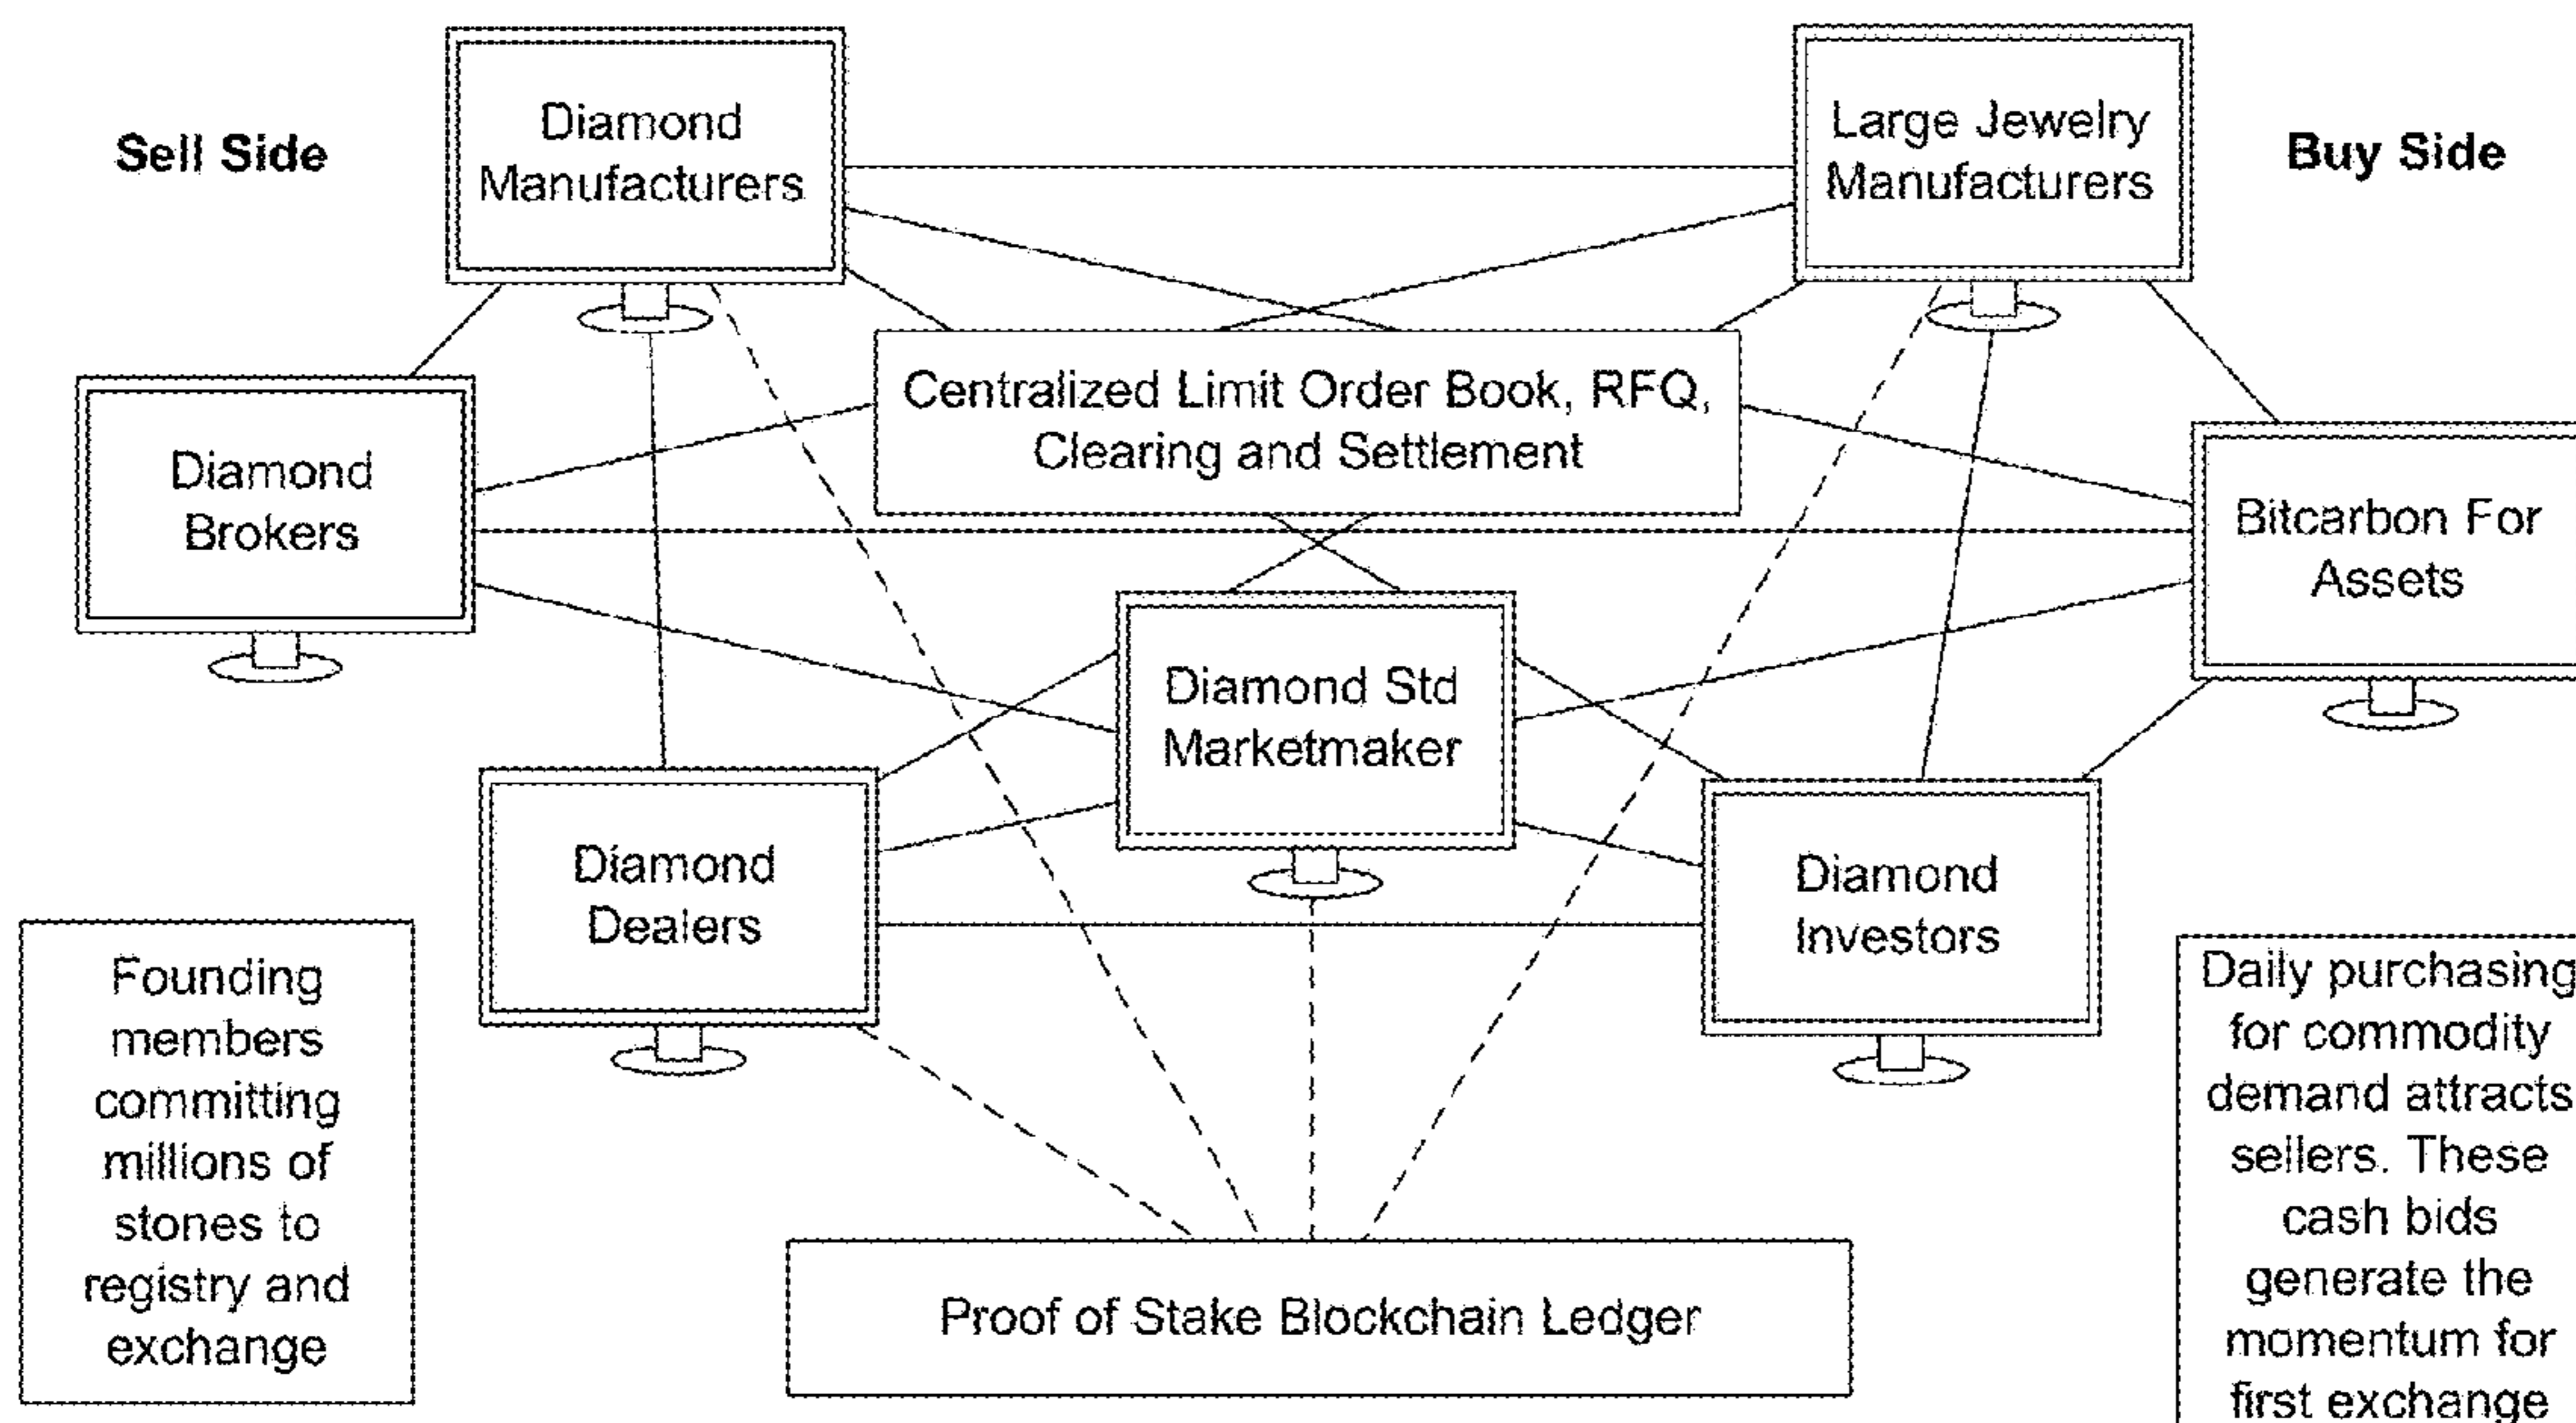 Sell Side
Diamond
Manufacturers
Large Jewelry
Manufacturers
Buy Side
Centralized Limit Order Book, RFQ,
Clearing and Settlement
Diamond
Brokers
Bitcarbon For
Assets
Diamond Std
Marketmaker
Diamond
Dealers
Diamond
Investors
Founding
members
committing
millions of
stones to
registry and
exchange
Daily purchasing
for commodity
demand attracts
sellers. These
cash bids
generate the
momentum for
first exchange
Proof of Stake Blockchain Ledger